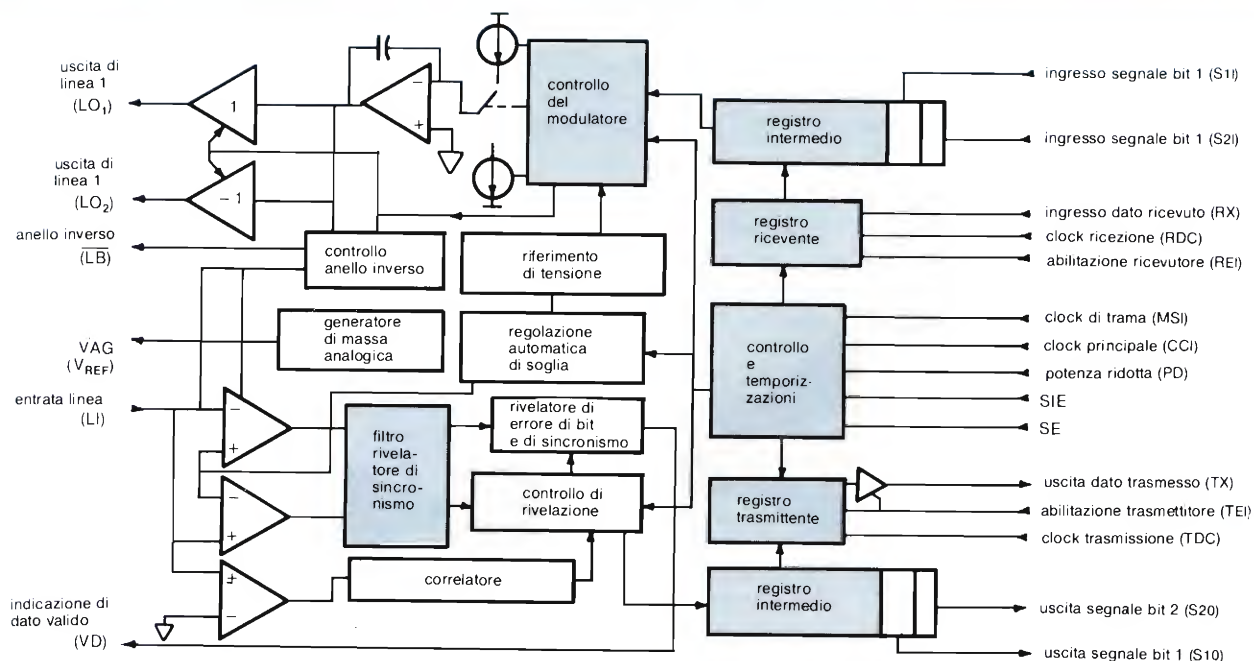 uscita di
linea 1
(LO1)
uscita di
linea 1
(LO2)
anello inverso
(LB)
VAG
(VREF)
entrata linea
(LI)
indicazione di
dato valido
(VD)
1
− 1
−
+
controllo
del
modulatore
controllo
anello inverso
riferimento
di tensione
generatore
di massa
analogica
regolazione
automatica
di soglia
−
+
−
+
±
−
filtro
rivelatore
di
sincro-
nismo
rivelatore di
errore di bit
e di sincronismo
controllo di
rivelazione
correlatore
registro
intermedio
registro
ricevente
controllo
e
temporiz-
zazioni
registro
trasmittente
registro
intermedio
ingresso segnale bit 1 (S1I)
ingresso segnale bit 1 (S2I)
ingresso dato ricevuto (RX)
clock ricezione (RDC)
abilitazione ricevutore (REI)
clock di trama (MSI)
clock principale (CCI)
potenza ridotta (PD)
SIE
SE
uscita dato trasmesso (TX)
abilitazione trasmettitore (TEI)
clock trasmissione (TDC)
uscita segnale bit 2 (S20)
uscita segnale bit 1 (S10)